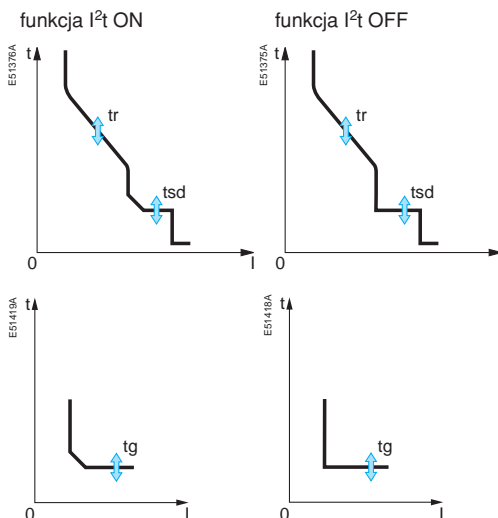 funkcja I²t ON
funkcja I²t OFF
E51376A
t
tr
tsd
0
I
E51375A
t
tr
tsd
0
I
E51419A
t
tg
0
I
E51418A
t
tg
0
I